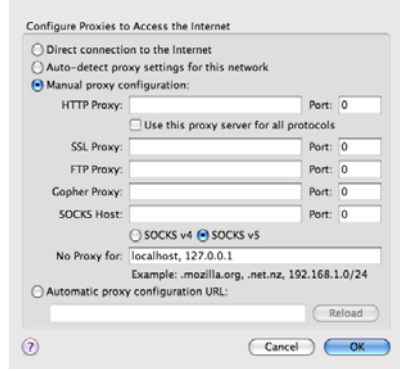 Configure Proxies to Access the Internet
Direct connection to the Internet
Auto-detect proxy settings for this network
Manual proxy configuration:
HTTP Proxy: Port: 0
Use this proxy server for all protocols
SSL Proxy: Port: 0
FTP Proxy: Port: 0
Gopher Proxy: Port: 0
SOCKS Host: Port: 0
SOCKS v4 SOCKS v5
No Proxy for: localhost, 127.0.0.1
Example: .mozilla.org, .net.nz, 192.168.1.0/24
Automatic proxy configuration URL:
Reload
? Cancel OK